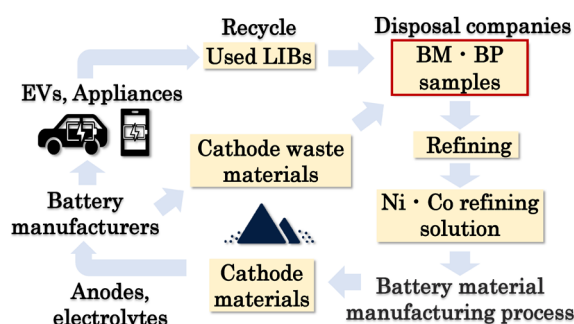 Recycle
Used LIBs
Disposal companies
BM・BP
samples
EVs, Appliances
Cathode waste
materials
Refining
Battery
manufacturers
Ni・Co refining
solution
Cathode
materials
Anodes,
electrolytes
Battery material
manufacturing process